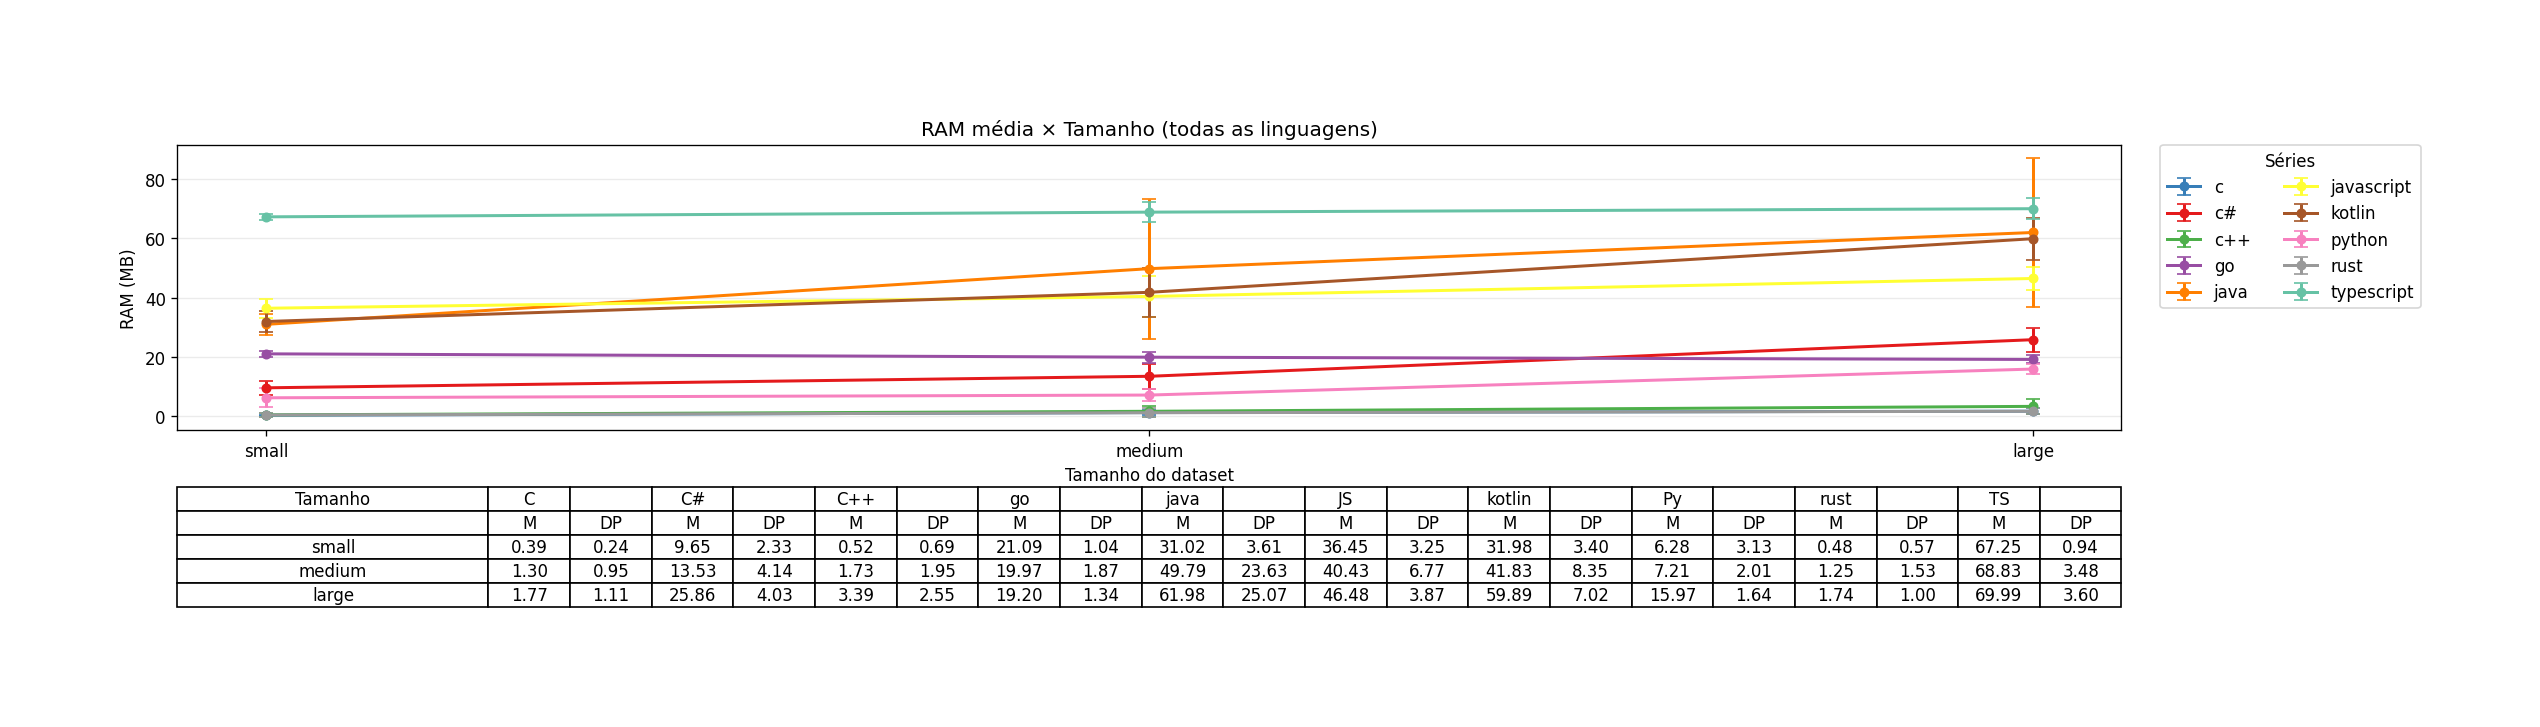 RAM média × Tamanho (todas as linguagens)
80
60
40
20
0
RAM (MB)
small medium large
Tamanho do dataset
Séries
c javascript
c# kotlin
c++ python
go rust
java typescript
Tamanho C C# C++ go java JS kotlin Py rust TS
M DP M DP M DP M DP M DP M DP M DP M DP M DP M DP
small 0.39 0.24 9.65 2.33 0.52 0.69 21.09 1.04 31.02 3.61 36.45 3.25 31.98 3.40 6.28 3.13 0.48 0.57 67.25 0.94
medium 1.30 0.95 13.53 4.14 1.73 1.95 19.97 1.87 49.79 23.63 40.43 6.77 41.83 8.35 7.21 2.01 1.25 1.53 68.83 3.48
large 1.77 1.11 25.86 4.03 3.39 2.55 19.20 1.34 61.98 25.07 46.48 3.87 59.89 7.02 15.97 1.64 1.74 1.00 69.99 3.60